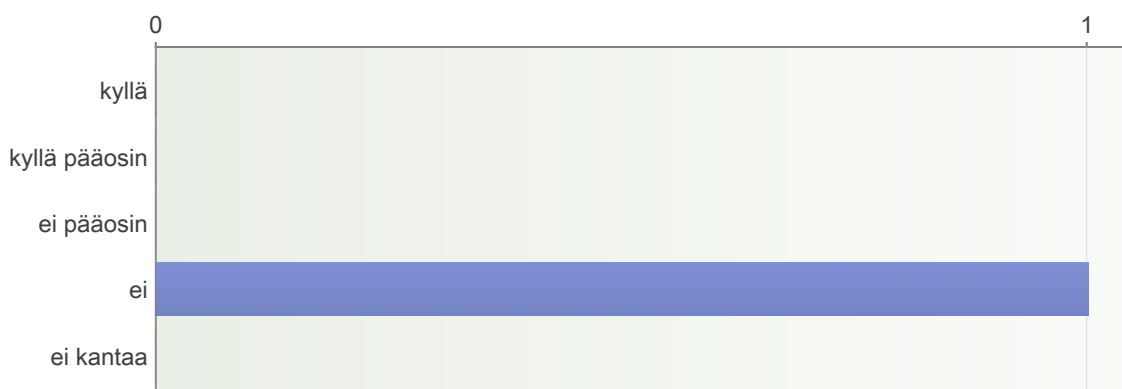 0 1
kyllä
kyllä pääosin
ei pääosin
ei
ei kantaa